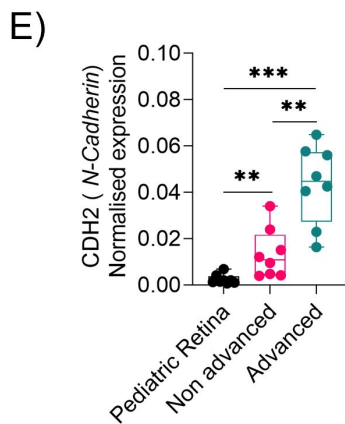 E)
CDH2 ( N-Cadherin)
Normalised expression
0.10
0.08
0.06
0.04
0.02
0.00
***
**
**
Pediatric Retina
Non advanced
Advanced